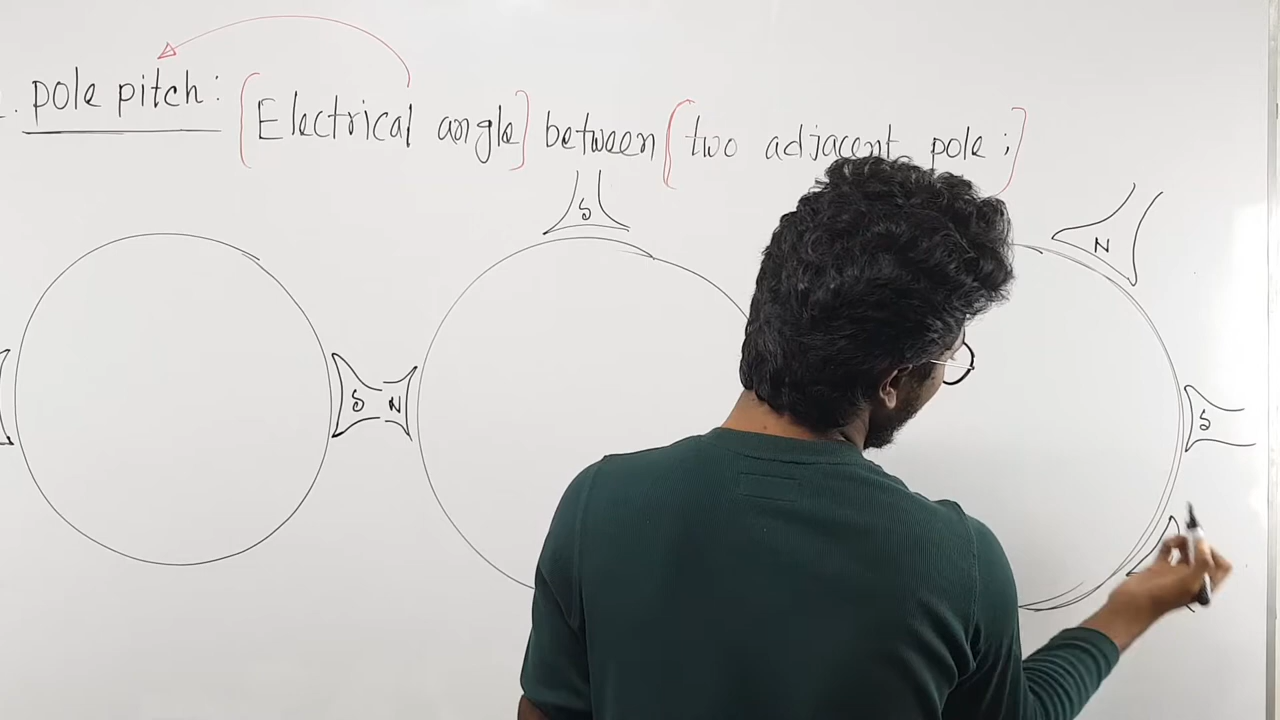 . pole pitch : [Electrical angle] between [two adjacent pole ;]
S
N
S N
S